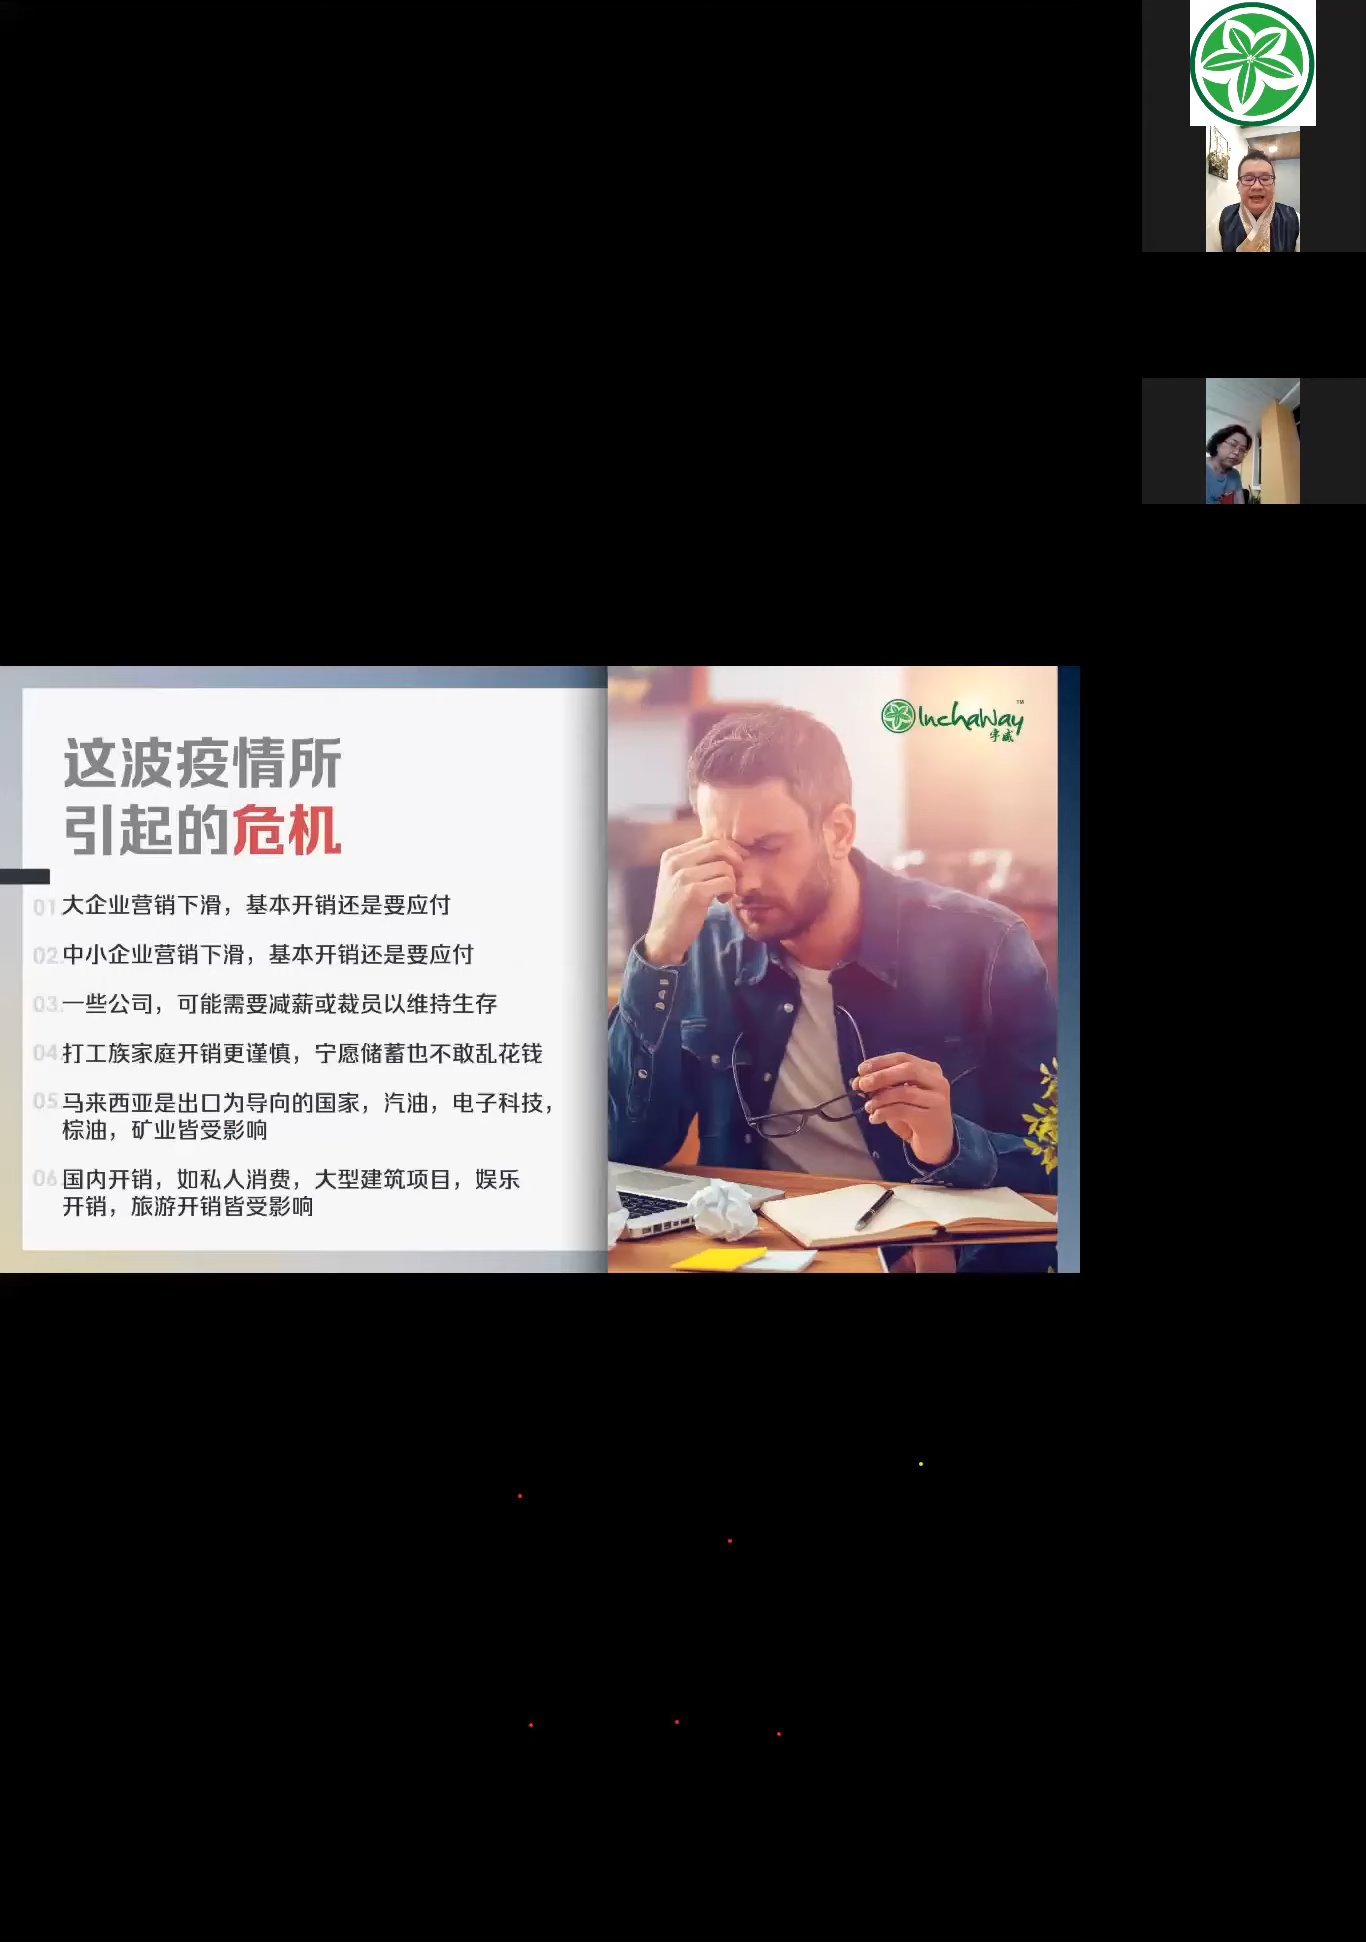 InchaWay™
宇威
这波疫情所
引起的危机
01.大企业营销下滑，基本开销还是要应付
02.中小企业营销下滑，基本开销还是要应付
03.一些公司，可能需要减薪或裁员以维持生存
04.打工族家庭开销更谨慎，宁愿储蓄也不敢乱花钱
05.马来西亚是出口为导向的国家，汽油，电子科技，
棕油，矿业皆受影响
06.国内开销，如私人消费，大型建筑项目，娱乐
开销，旅游开销皆受影响